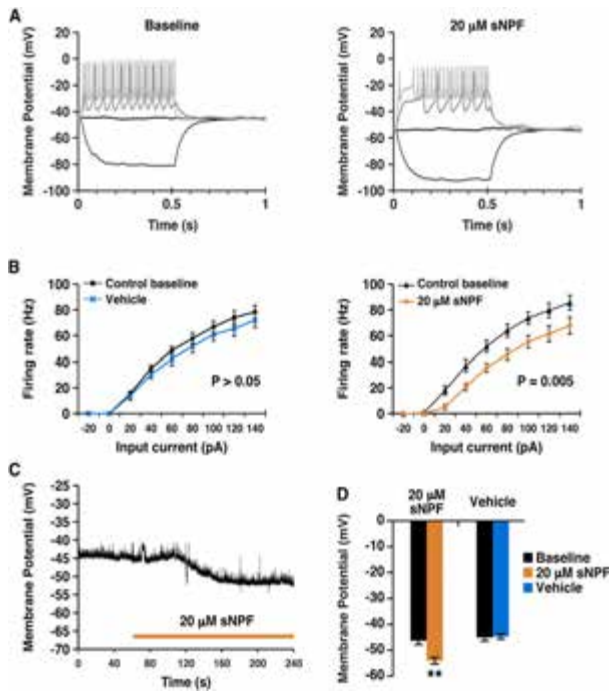 A
Baseline
20 µM sNPF
Membrane Potential (mV)
20
0
-20
-40
-60
-80
-100
0
0.5
1
Time (s)
Membrane Potential (mV)
20
0
-20
-40
-60
-80
-100
0
0.5
1
Time (s)
B
Firing rate (Hz)
100
80
60
40
20
0
Control baseline
Vehicle
P > 0.05
-20 0 20 40 60 80 100 120 140
Input current (pA)
Firing rate (Hz)
100
80
60
40
20
0
Control baseline
20 µM sNPF
P = 0.005
-20 0 20 40 60 80 100 120 140
Input current (pA)
C
Membrane Potential (mV)
-25
-30
-35
-40
-45
-50
-55
-60
-65
-70
20 µM sNPF
0 40 80 120 160 200 240
Time (s)
D
20 µM
sNPF
Vehicle
Membrane Potential (mV)
0
-10
-20
-30
-40
-50
-60
**
Baseline
20 µM sNPF
Vehicle